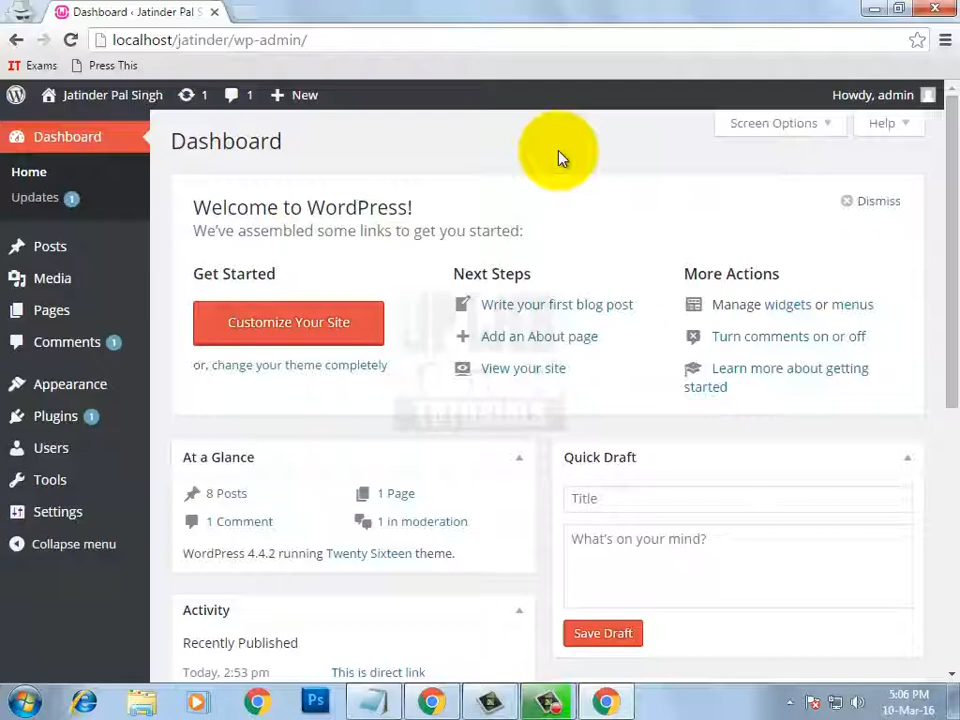 Dashboard ‹ Jatinder Pal S
localhost/jatinder/wp-admin/
IT Exams Press This
Jatinder Pal Singh 1 1 New
Howdy, admin
Dashboard
Home
Updates 1
Posts
Media
Pages
Comments 1
Appearance
Plugins 1
Users
Tools
Settings
Collapse menu
Dashboard
Screen Options
Help
Welcome to WordPress!
Dismiss
We've assembled some links to get you started:
Get Started
Customize Your Site
or, change your theme completely
Next Steps
Write your first blog post
Add an About page
View your site
More Actions
Manage widgets or menus
Turn comments on or off
Learn more about getting
started
At a Glance
8 Posts
1 Page
1 Comment
1 in moderation
WordPress 4.4.2 running Twenty Sixteen theme.
Activity
Recently Published
Today, 2:53 pm This is direct link
Quick Draft
Title
What's on your mind?
Save Draft
Ps
5:06 PM
10-Mar-16